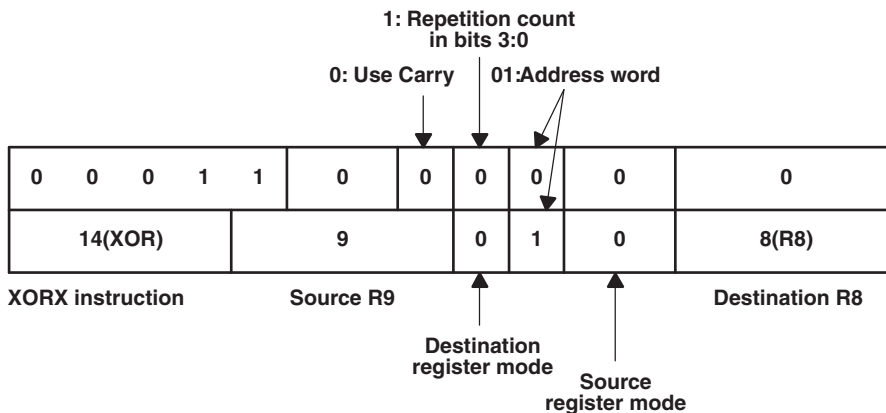 1: Repetition count
in bits 3:0
0: Use Carry
01:Address word
0 0 0 1 1 0 0 0 0 0 0
14(XOR) 9 0 1 0 8(R8)
XORX instruction Source R9 Destination R8
Destination
register mode
Source
register mode